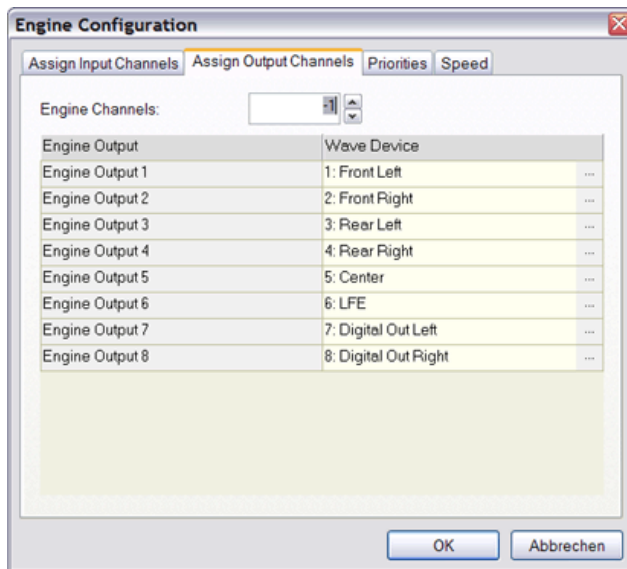 Engine Configuration
Assign Input Channels Assign Output Channels Priorities Speed
Engine Channels: -1
Engine Output Wave Device
Engine Output 1 1: Front Left ...
Engine Output 2 2: Front Right ...
Engine Output 3 3: Rear Left ...
Engine Output 4 4: Rear Right ...
Engine Output 5 5: Center ...
Engine Output 6 6: LFE ...
Engine Output 7 7: Digital Out Left ...
Engine Output 8 8: Digital Out Right ...
OK Abbrechen